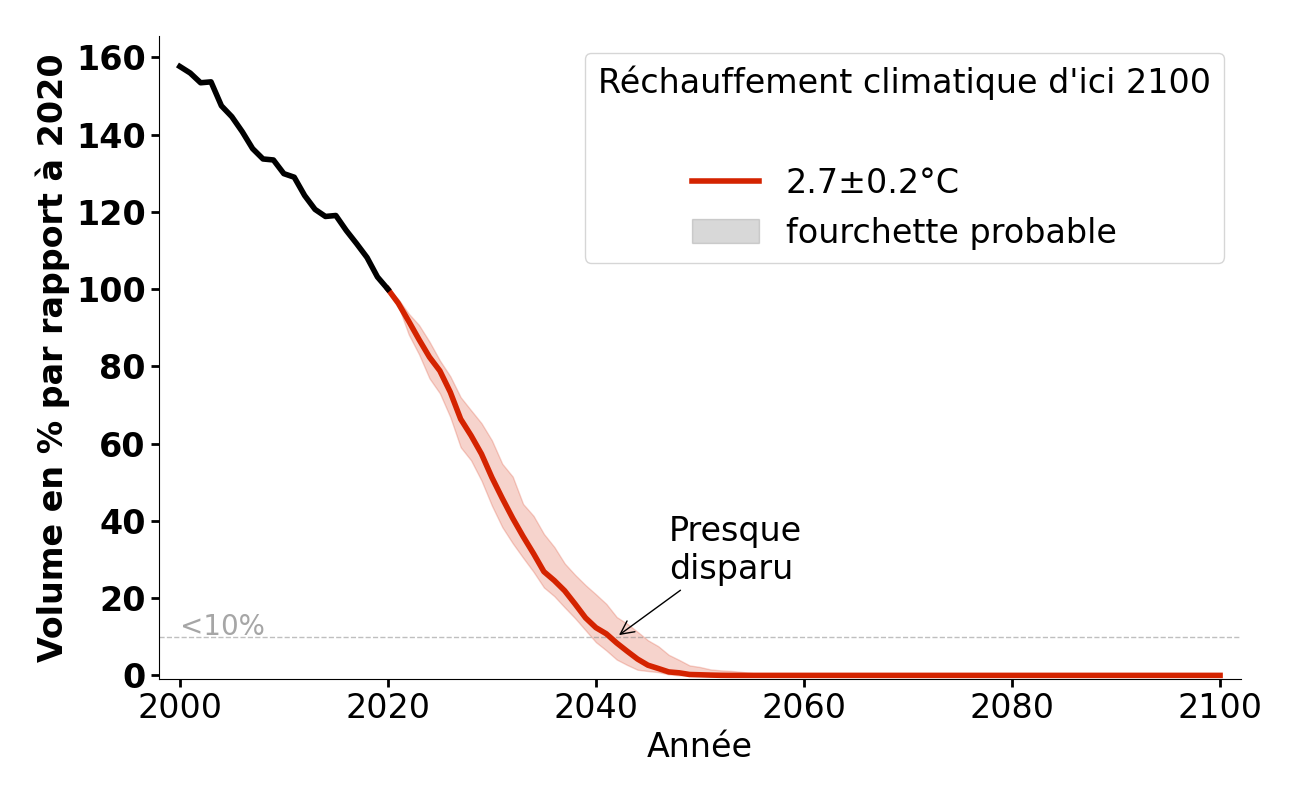 Volume en % par rapport à 2020
160
140
120
100
80
60
40
20
0
Réchauffement climatique d'ici 2100
2.7±0.2°C
fourchette probable
Presque
disparu
<10%
2000 2020 2040 2060 2080 2100
Année